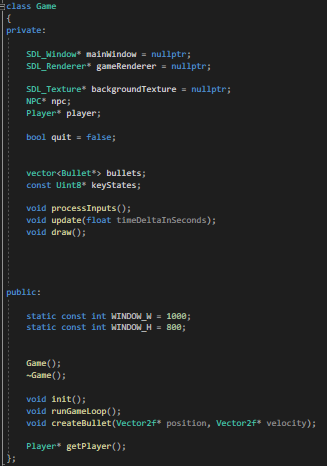 class Game
{
private:
SDL_Window* mainWindow = nullptr;
SDL_Renderer* gameRenderer = nullptr;
SDL_Texture* backgroundTexture = nullptr;
NPC* npc;
Player* player;
bool quit = false;
vector<Bullet*> bullets;
const Uint8* keyStates;
void processInputs();
void update(float timeDeltaInSeconds);
void draw();
public:
static const int WINDOW_W = 1000;
static const int WINDOW_H = 800;
Game();
~Game();
void init();
void runGameLoop();
void createBullet(Vector2f* position, Vector2f* velocity);
Player* getPlayer();
};